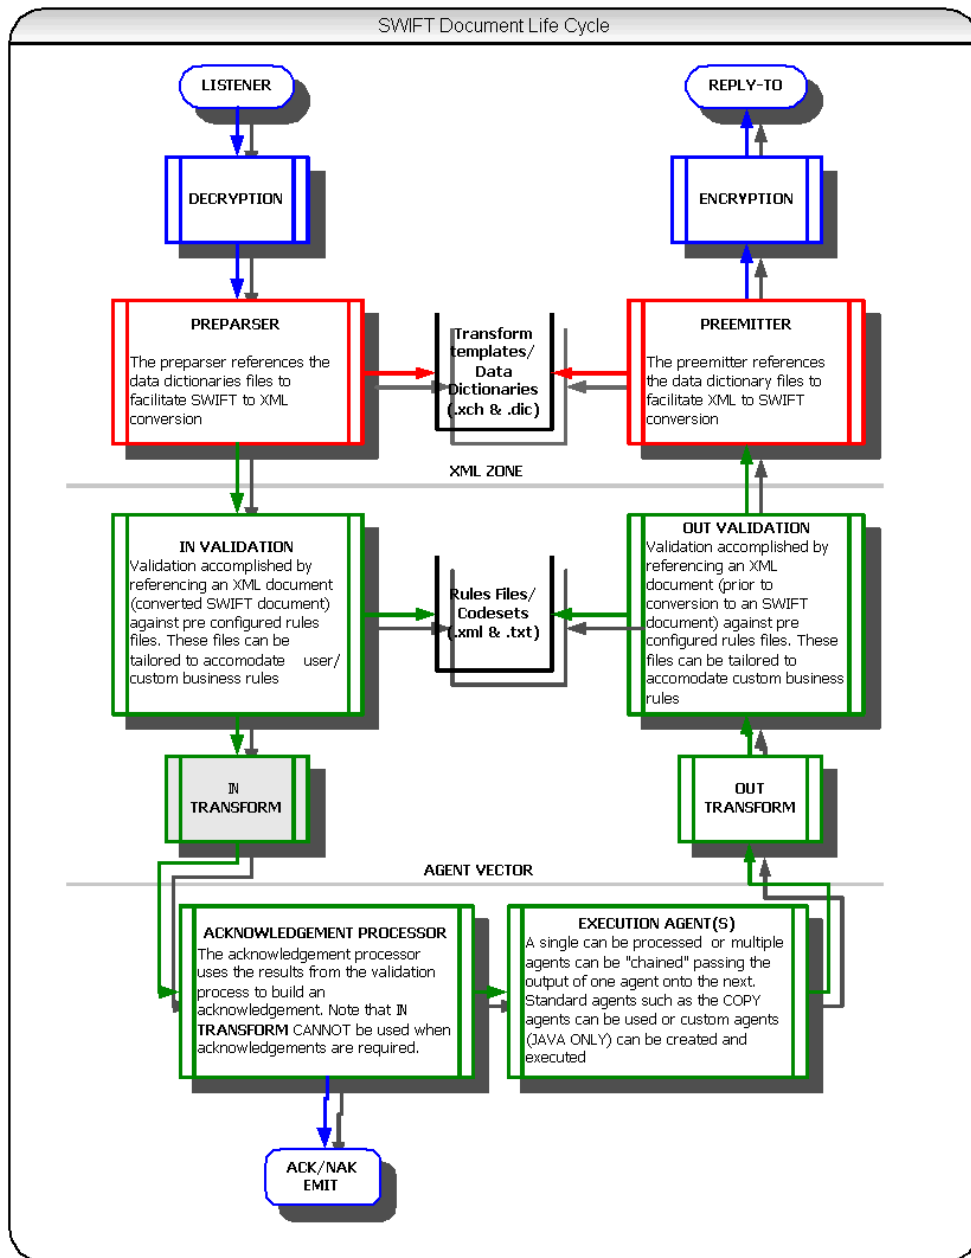 SWIFT Document Life Cycle
LISTENER
REPLY-TO
DECRYPTION
ENCRYPTION
PREPARSER
The preparser references the
data dictionaries files to
facilitate SWIFT to XML
conversion
Transform
templates/
Data
Dictionaries
(.xch & .dic)
PREEMITTER
The preemitter references
the data dictionary files to
facilitate XML to SWIFT
conversion
XML ZONE
IN VALIDATION
Validation accomplished by
referencing an XML document
(converted SWIFT document)
against pre configured rules
files. These files can be
tailored to accomodate user/
custom business rules
Rules Files/
Codesets
(.xml & .txt)
OUT VALIDATION
Validation accomplished by
referencing an XML
document (prior to
conversion to an SWIFT
document) against pre
configured rules files. These
files can be tailored to
accomodate custom business
rules
IN
TRANSFORM
OUT
TRANSFORM
AGENT VECTOR
ACKNOWLEDGEMENT PROCESSOR
The acknowledgement processor
uses the results from the validation
process to build an
acknowledgement. Note that IN
TRANSFORM CANNOT be used when
acknowledgements are required.
EXECUTION AGENT(S)
A single can be processed or multiple
agents can be "chained" passing the
output of one agent onto the next.
Standard agents such as the COPY
agents can be used or custom agents
(JAVA ONLY) can be created and
executed
ACK/NAK
EMIT